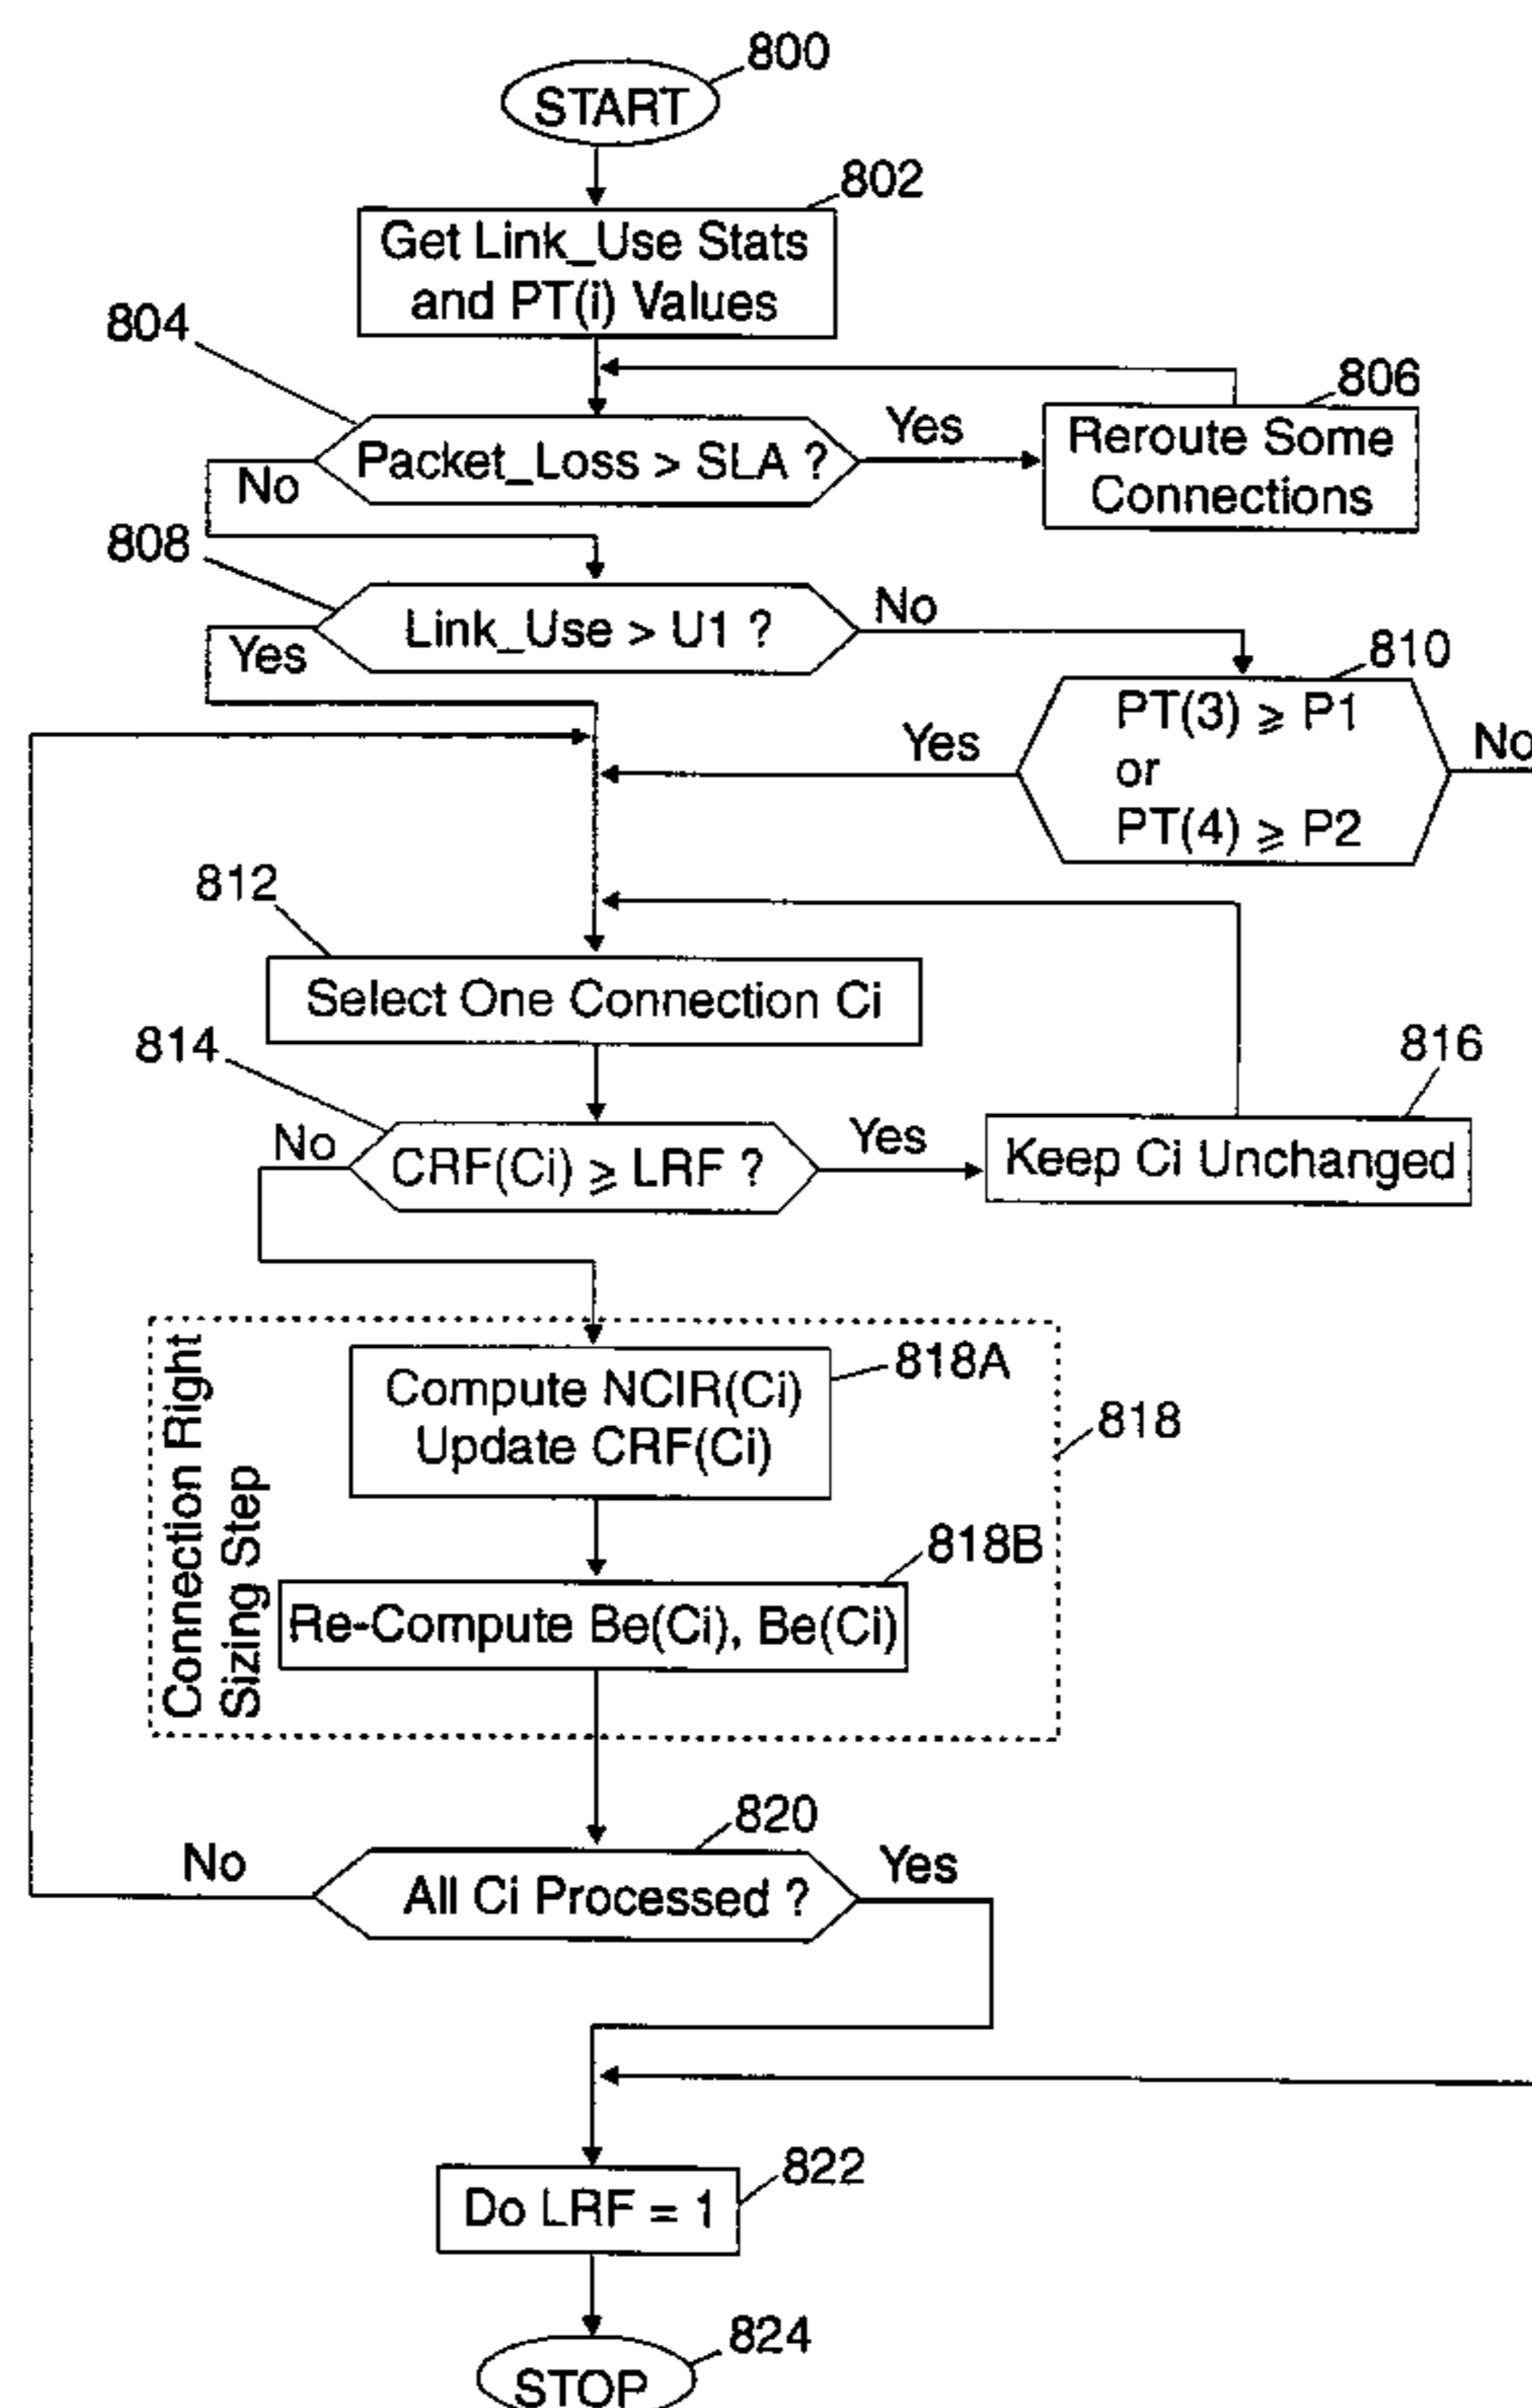 800
START
802
Get Link_Use Stats
and PT(i) Values
804
806
Packet_Loss > SLA ?
Yes
Reroute Some
Connections
No
808
Link_Use > U1 ?
No
Yes
810
PT(3) ⩾ P1
or
PT(4) ⩾ P2
Yes
No
812
Select One Connection Ci
814
816
No
CRF(Ci) ⩾ LRF ?
Yes
Keep Ci Unchanged
Connection Right
Sizing Step
818A
Compute NCIR(Ci)
Update CRF(Ci)
818
818B
Re-Compute Be(Ci), Be(Ci)
820
No
All Ci Processed ?
Yes
822
Do LRF = 1
824
STOP